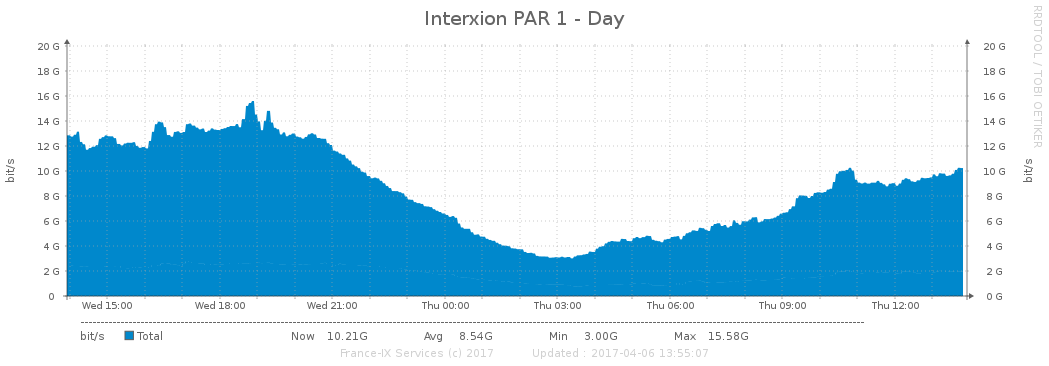 Interxion PAR 1 - Day
RRDTOOL / TOBI OETIKER
bit/s
20 G 20 G
18 G 18 G
16 G 16 G
14 G 14 G
12 G 12 G
10 G 10 G
8 G 8 G
6 G 6 G
4 G 4 G
2 G 2 G
0 0 G
bit/s
Wed 15:00 Wed 18:00 Wed 21:00 Thu 00:00 Thu 03:00 Thu 06:00 Thu 09:00 Thu 12:00
bit/s Total Now 10.21G Avg 8.54G Min 3.00G Max 15.58G
France-IX Services (c) 2017 Updated : 2017-04-06 13:55:07